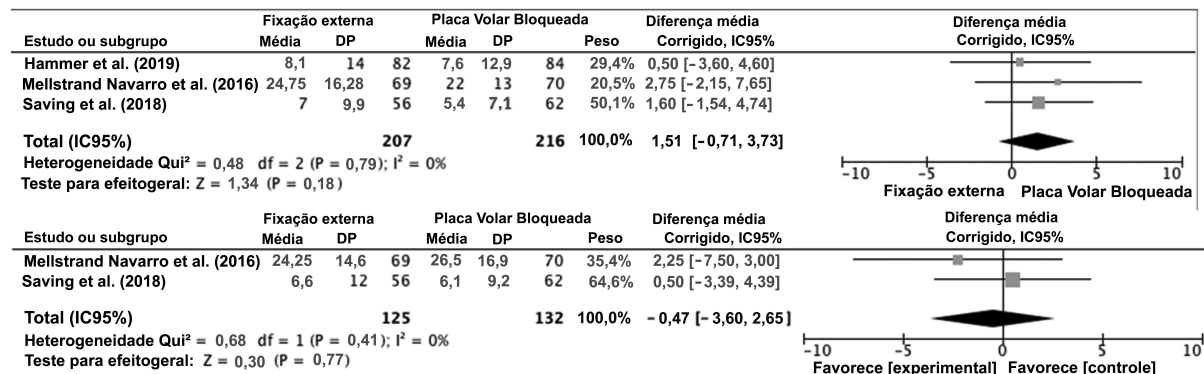 Fixação externa Placa Volar Bloqueada Diferença média Diferença média
Estudo ou subgrupo Média DP Média DP Peso Corrigido, IC95% Corrigido, IC95%
Hammer et al. (2019) 8,1 14 82 7,6 12,9 84 29,4% 0,50 [-3,60, 4,60]
Mellstrand Navarro et al. (2016) 24,75 16,28 69 22 13 70 20,5% 2,75 [-2,15, 7,65]
Saving et al. (2018) 7 9,9 56 5,4 7,1 62 50,1% 1,60 [-1,54, 4,74]
Total (IC95%) 207 216 100,0% 1,51 [-0,71, 3,73]
Heterogeneidade Qui² = 0,48 df = 2 (P = 0,79); I² = 0%
Teste para efeitogeral: Z = 1,34 (P = 0,18)
-10 -5 0 5 10
Fixação externa Placa Volar Bloqueada
Fixação externa Placa Volar Bloqueada Diferença média Diferença média
Estudo ou subgrupo Média DP Média DP Peso Corrigido, IC95% Corrigido, IC95%
Mellstrand Navarro et al. (2016) 24,25 14,6 69 26,5 16,9 70 35,4% 2,25 [-7,50, 3,00]
Saving et al. (2018) 6,6 12 56 6,1 9,2 62 64,6% 0,50 [-3,39, 4,39]
Total (IC95%) 125 132 100,0% -0,47 [-3,60, 2,65]
Heterogeneidade Qui² = 0,68 df = 1 (P = 0,41); I² = 0%
Teste para efeitogeral: Z = 0,30 (P = 0,77)
-10 -5 0 5 10
Favorece [experimental] Favorece [controle]